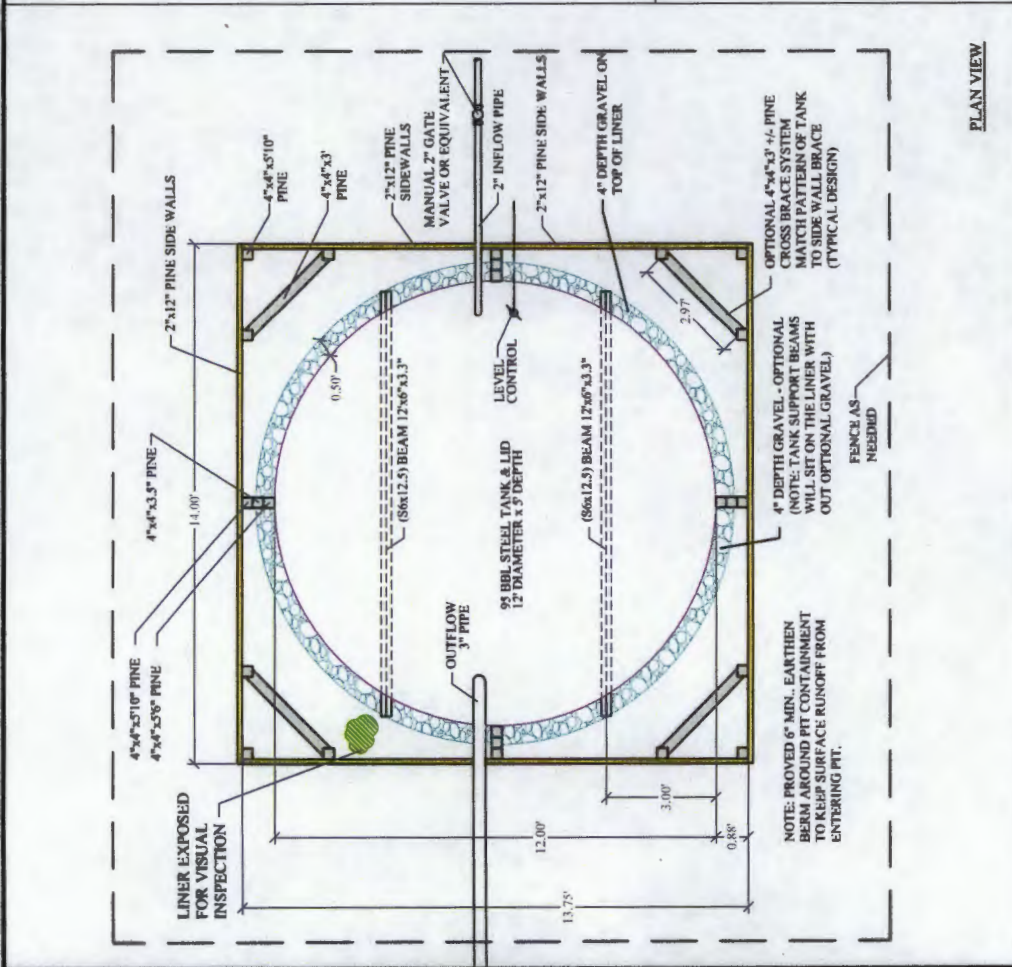 PLAN VIEW
2"x12" PINE SIDE WALLS
4"x4"x5'10"
PINE
4"x4"x3'
PINE
2"x12" PINE
SIDEWALLS
MANUAL 2" GATE
VALVE OR EQUIVALENT
2" INFLOW PIPE
2"x12" PINE SIDE WALLS
4" DEPTH GRAVEL ON
TOP OF LINER
OPTIONAL 4"x4"x3' +/- PINE
CROSS BRACE SYSTEM
MATCH PATTERN OF TANK
TO SIDE WALL BRACE
(TYPICAL DESIGN)
2.97'
4"x4"x3.5" PINE
14.00'
0.50'
(S6x12.5) BEAM 12'x6"x3.3"
LEVEL
CONTROL
95 BBL STEEL TANK & LID
12' DIAMETER x 5' DEPTH
(S6x12.5) BEAM 12'x6"x3.3"
4" DEPTH GRAVEL - OPTIONAL
(NOTE: TANK SUPPORT BEAMS
WILL SIT ON THE LINER WITH
OUT OPTIONAL GRAVEL)
FENCE AS
NEEDED
4"x4"x5'10" PINE
4"x4"x5'6" PINE
OUTFLOW
3" PIPE
LINER EXPOSED
FOR VISUAL
INSPECTION
12.00'
3.00'
0.88'
13.75'
NOTE: PROVED 6" MIN.. EARTHEN
BERM AROUND PIT CONTAINMENT
TO KEEP SURFACE RUNOFF FROM
ENTERING PIT.